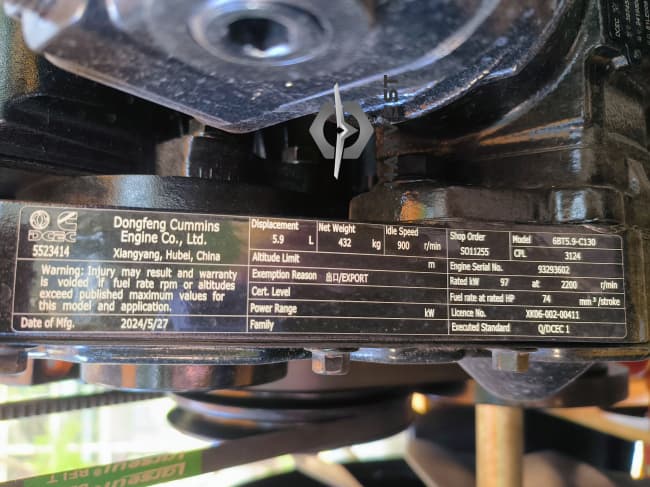 EST
DCEC
5S23414
Dongfeng Cummins
Engine Co., Ltd.
Xiangyang, Hubei, China
Warning: Injury may result and warranty
is voided if fuel rate rpm or altitudes
exceed published maximum values for
this model and application.
Date of Mfg. 2024/5/27
Displacement 5.9 L
Net Weight 432 kg
Idle Speed 900 r/min
Altitude Limit m
Exemption Reason 出口/EXPORT
Cert. Level
Power Range kW
Family
Shop Order SO11255
Model 6BT5.9-C130
CPL 3124
Engine Serial No. 93293602
Rated kW 97 at 2200 r/min
Fuel rate at rated HP 74 mm³/stroke
Licence No. XK06-002-00411
Executed Standard Q/DCEC 1
BELT